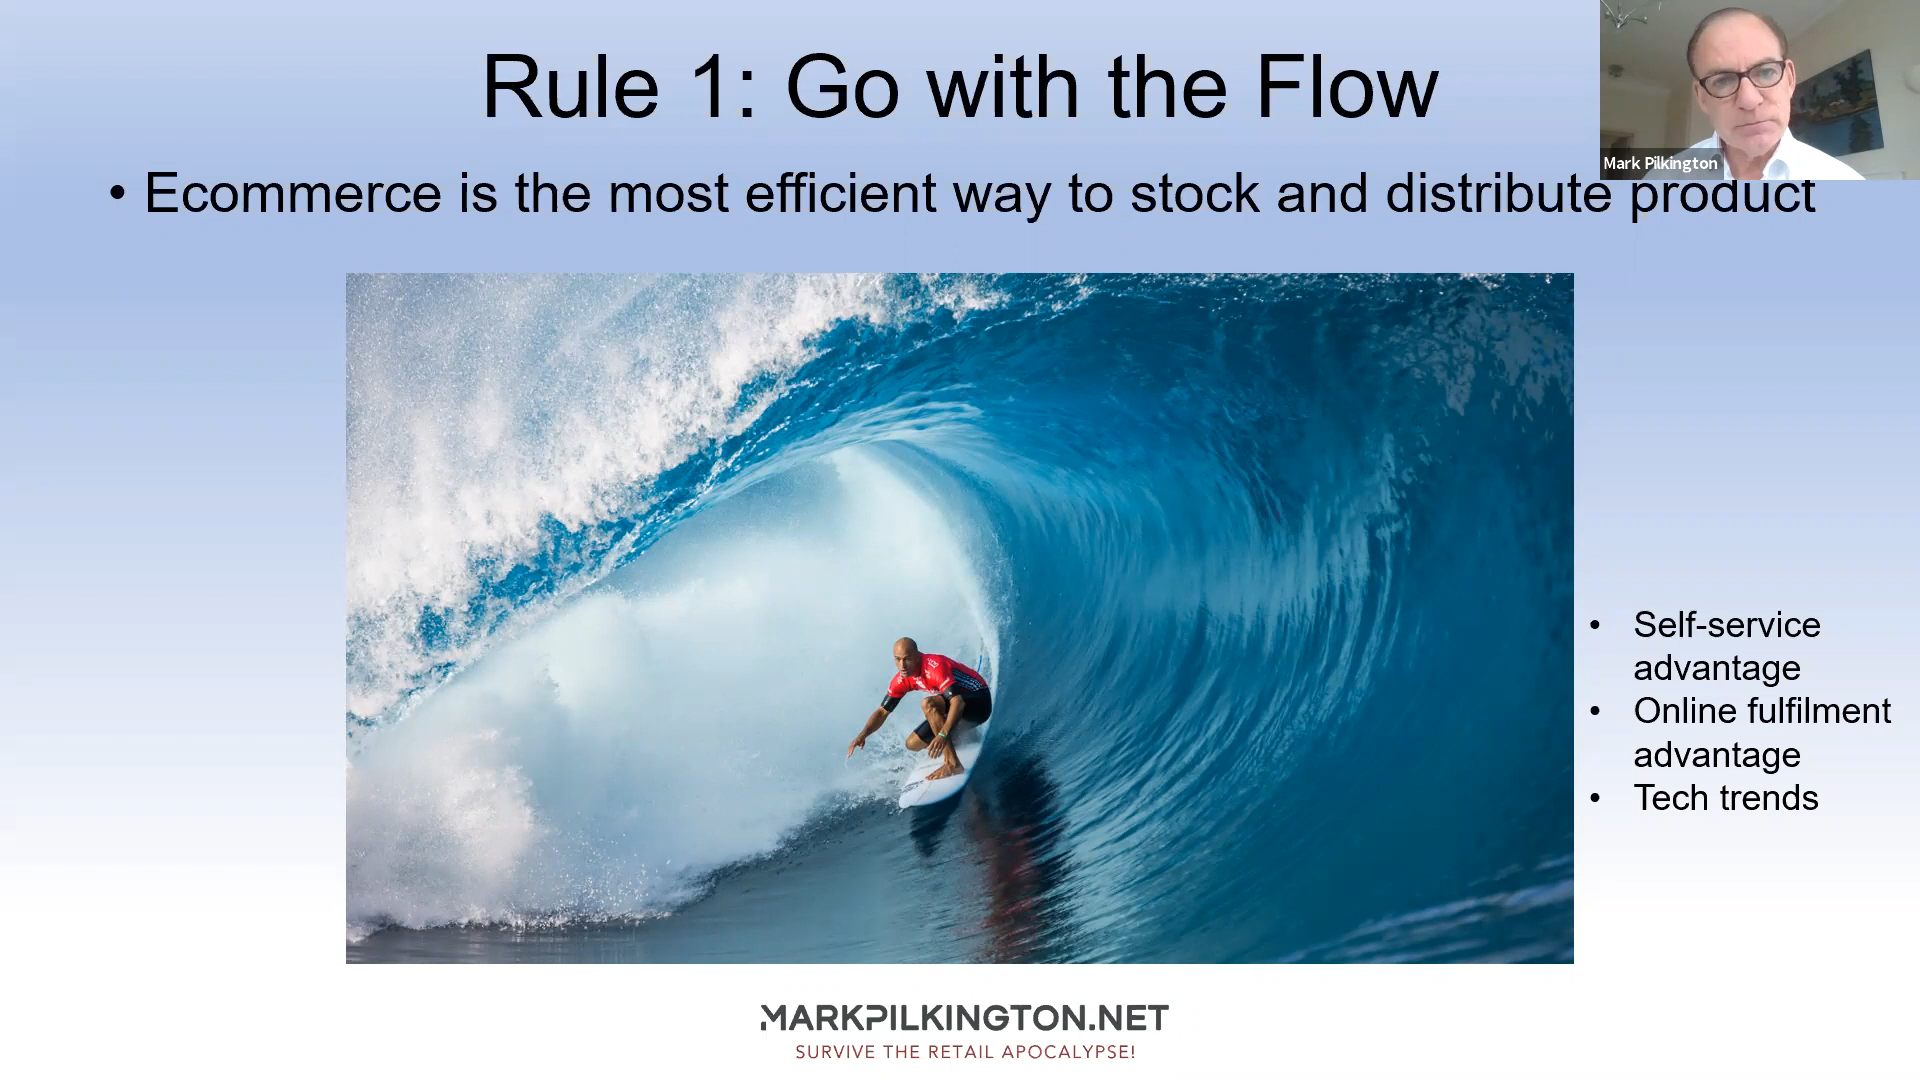 Rule 1: Go with the Flow
Mark Pilkington
• Ecommerce is the most efficient way to stock and distribute product
• Self-service
advantage
• Online fulfilment
advantage
• Tech trends
MARKPILKINGTON.NET
SURVIVE THE RETAIL APOCALYPSE!